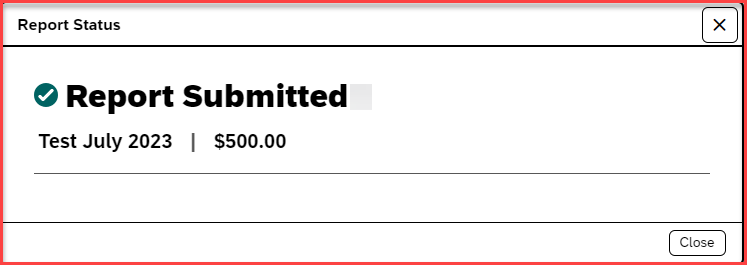 Report Status
Report Submitted
Test July 2023 | $500.00
Close